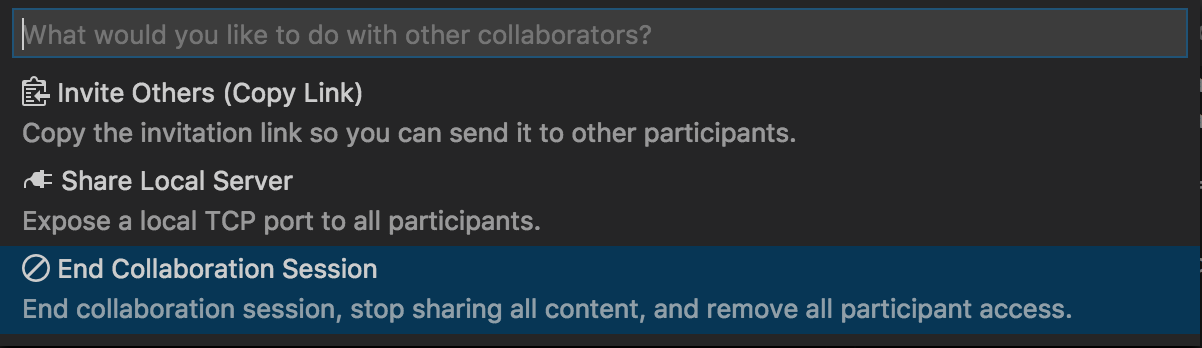 What would you like to do with other collaborators?
Invite Others (Copy Link)
Copy the invitation link so you can send it to other participants.
Share Local Server
Expose a local TCP port to all participants.
End Collaboration Session
End collaboration session, stop sharing all content, and remove all participant access.